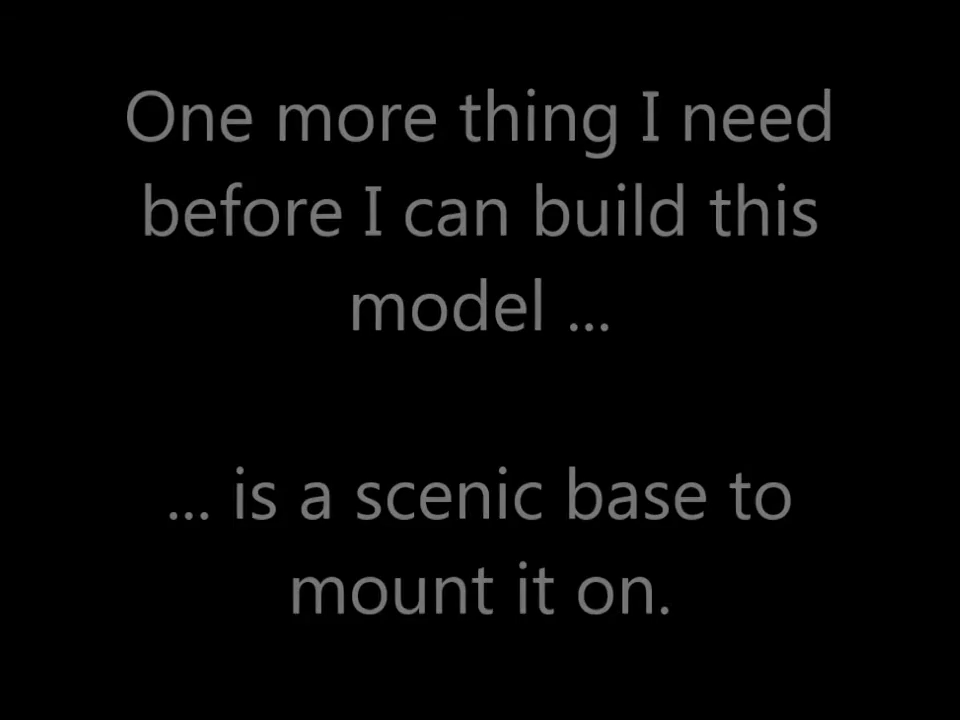 One more thing I need
before I can build this
model ...
... is a scenic base to
mount it on.